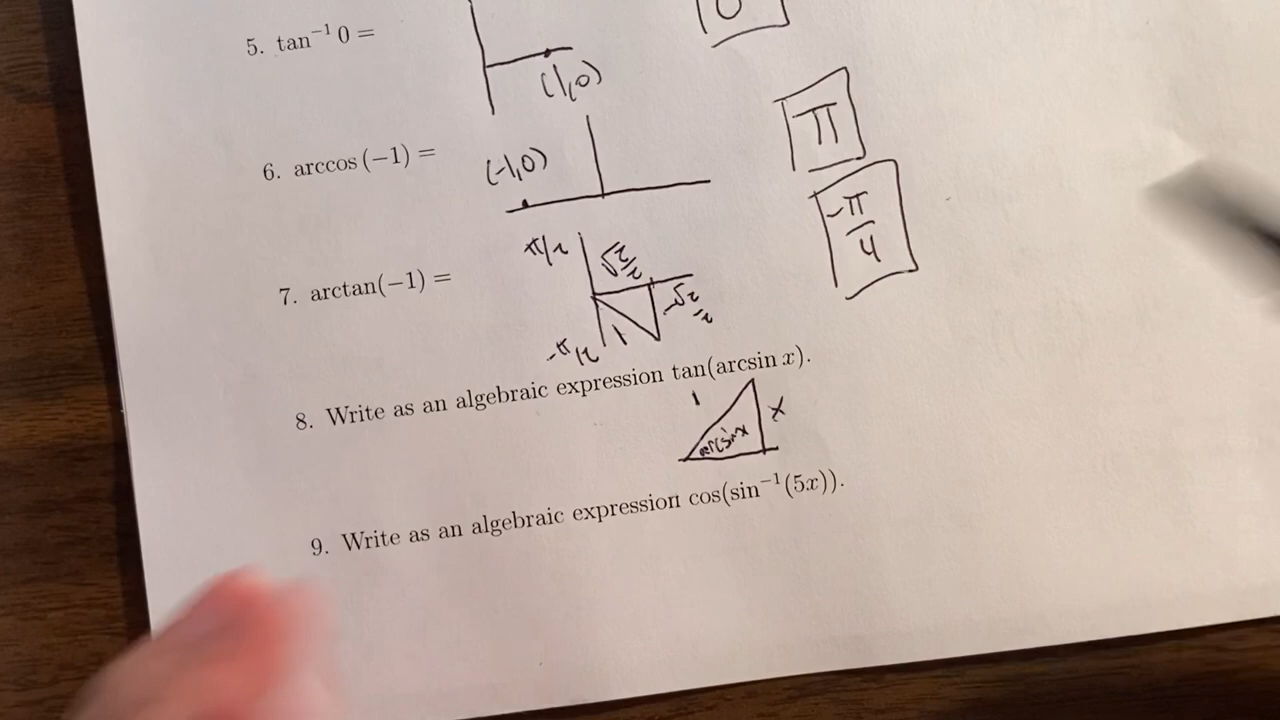 5. tan⁻¹ 0 =
0
(1,0)
6. arccos (−1) =
(-1,0)
π
7. arctan(−1) =
π/2
√2/2
-√2/2
1
-π/2
-π/4
8. Write as an algebraic expression tan(arcsin x).
1
x
arcsinx
9. Write as an algebraic expression cos(sin⁻¹(5x)).